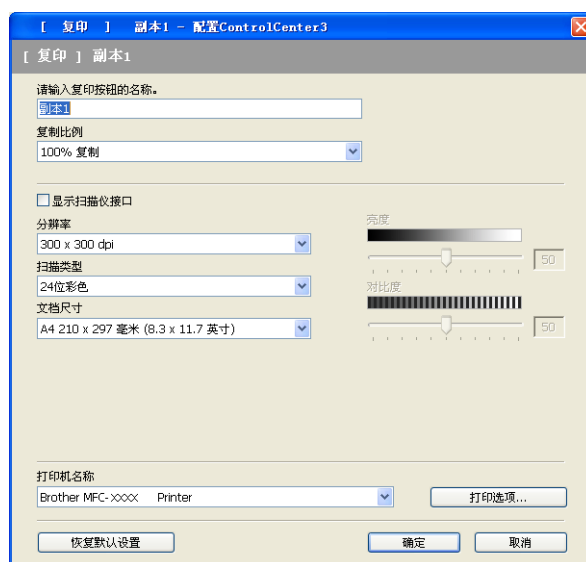 [ 复印 ] 副本1 - 配置ControlCenter3
[ 复印 ] 副本1
请输入复印按钮的名称。
副本1
复制比例
100% 复制
显示扫描仪接口
分辨率
300 x 300 dpi
扫描类型
24位彩色
文档尺寸
A4 210 x 297 毫米 (8.3 x 11.7 英寸)
亮度
50
对比度
50
打印机名称
Brother MFC-XXXX Printer
打印选项...
恢复默认设置
确定
取消